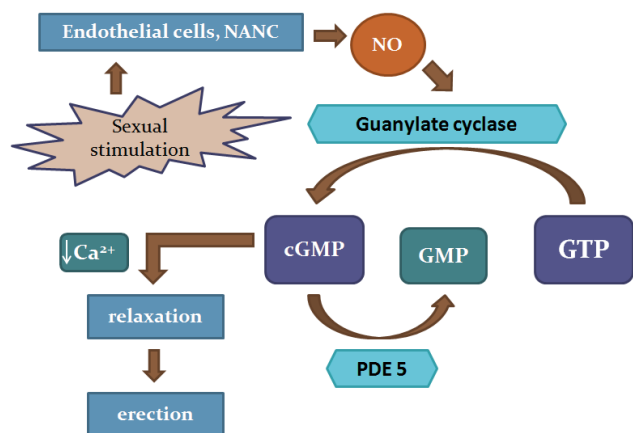 Endothelial cells, NANC
NO
Sexual
stimulation
Guanylate cyclase
↓Ca²⁺
cGMP
GMP
GTP
relaxation
PDE 5
erection